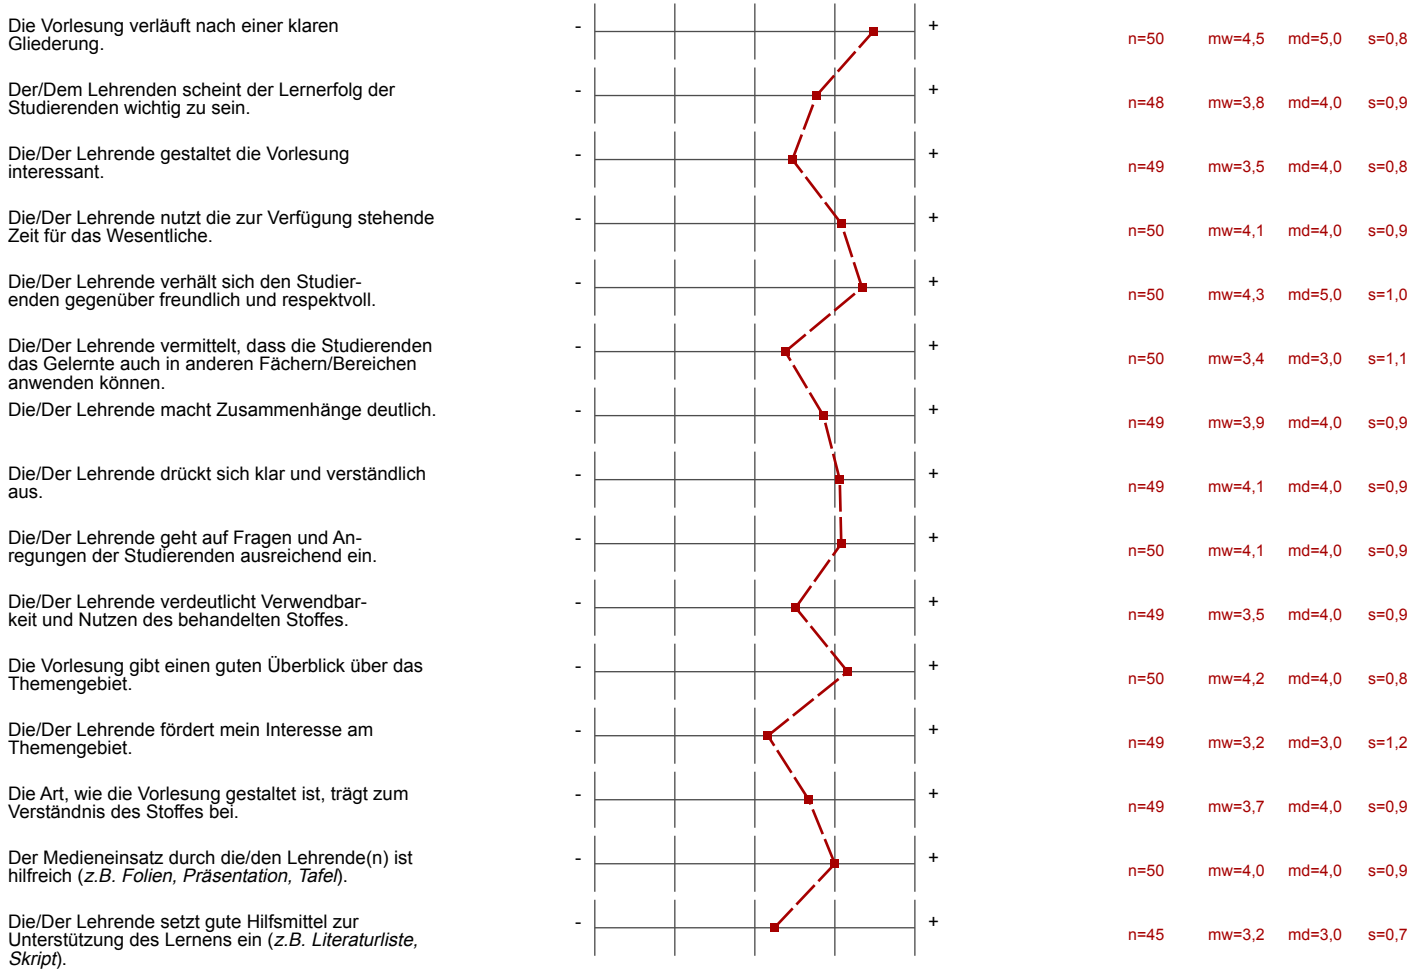 Die Vorlesung verläuft nach einer klaren
Gliederung.
- +
n=50 mw=4,5 md=5,0 s=0,8
Der/Dem Lehrenden scheint der Lernerfolg der
Studierenden wichtig zu sein.
- +
n=48 mw=3,8 md=4,0 s=0,9
Die/Der Lehrende gestaltet die Vorlesung
interessant.
- +
n=49 mw=3,5 md=4,0 s=0,8
Die/Der Lehrende nutzt die zur Verfügung stehende
Zeit für das Wesentliche.
- +
n=50 mw=4,1 md=4,0 s=0,9
Die/Der Lehrende verhält sich den Studier-
enden gegenüber freundlich und respektvoll.
- +
n=50 mw=4,3 md=5,0 s=1,0
Die/Der Lehrende vermittelt, dass die Studierenden
das Gelernte auch in anderen Fächern/Bereichen
anwenden können.
- +
n=50 mw=3,4 md=3,0 s=1,1
Die/Der Lehrende macht Zusammenhänge deutlich.
- +
n=49 mw=3,9 md=4,0 s=0,9
Die/Der Lehrende drückt sich klar und verständlich
aus.
- +
n=49 mw=4,1 md=4,0 s=0,9
Die/Der Lehrende geht auf Fragen und An-
regungen der Studierenden ausreichend ein.
- +
n=50 mw=4,1 md=4,0 s=0,9
Die/Der Lehrende verdeutlicht Verwendbar-
keit und Nutzen des behandelten Stoffes.
- +
n=49 mw=3,5 md=4,0 s=0,9
Die Vorlesung gibt einen guten Überblick über das
Themengebiet.
- +
n=50 mw=4,2 md=4,0 s=0,8
Die/Der Lehrende fördert mein Interesse am
Themengebiet.
- +
n=49 mw=3,2 md=3,0 s=1,2
Die Art, wie die Vorlesung gestaltet ist, trägt zum
Verständnis des Stoffes bei.
- +
n=49 mw=3,7 md=4,0 s=0,9
Der Medieneinsatz durch die/den Lehrende(n) ist
hilfreich (z.B. Folien, Präsentation, Tafel).
- +
n=50 mw=4,0 md=4,0 s=0,9
Die/Der Lehrende setzt gute Hilfsmittel zur
Unterstützung des Lernens ein (z.B. Literaturliste,
Skript).
- +
n=45 mw=3,2 md=3,0 s=0,7